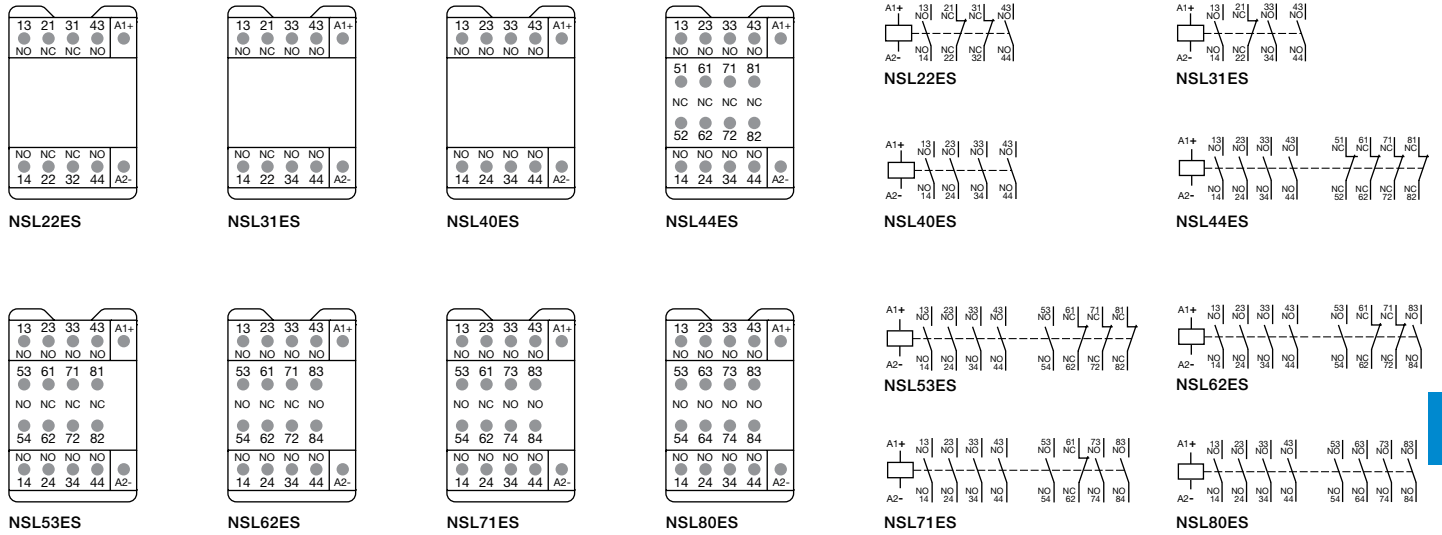 13 21 31 43 A1+
NO NC NC NO
NO NC NC NO
14 22 32 44 A2-
NSL22ES
13 21 33 43 A1+
NO NC NO NO
NO NC NO NO
14 22 34 44 A2-
NSL31ES
13 23 33 43 A1+
NO NO NO NO
NO NO NO NO
14 24 34 44 A2-
NSL40ES
13 23 33 43 A1+
NO NO NO NO
51 61 71 81
NC NC NC NC
52 62 72 82
NO NO NO NO
14 24 34 44 A2-
NSL44ES
A1+ 13 21 31 43
NO NC NC NO
NO NC NC NO
A2- 14 22 32 44
NSL22ES
A1+ 13 21 33 43
NO NC NO NO
NO NC NO NO
A2- 14 22 34 44
NSL31ES
A1+ 13 23 33 43
NO NO NO NO
NO NO NO NO
A2- 14 24 34 44
NSL40ES
A1+ 13 23 33 43 51 61 71 81
NO NO NO NO NC NC NC NC
NO NO NO NO NC NC NC NC
A2- 14 24 34 44 52 62 72 82
NSL44ES
13 23 33 43 A1+
NO NO NO NO
53 61 71 81
NO NC NC NC
54 62 72 82
NO NO NO NO
14 24 34 44 A2-
NSL53ES
13 23 33 43 A1+
NO NO NO NO
53 61 71 83
NO NC NC NO
54 62 72 84
NO NO NO NO
14 24 34 44 A2-
NSL62ES
13 23 33 43 A1+
NO NO NO NO
53 61 73 83
NO NC NO NO
54 62 74 84
NO NO NO NO
14 24 34 44 A2-
NSL71ES
13 23 33 43 A1+
NO NO NO NO
53 63 73 83
NO NO NO NO
54 64 74 84
NO NO NO NO
14 24 34 44 A2-
NSL80ES
A1+ 13 23 33 43 53 61 71 81
NO NO NO NO NO NC NC NC
NO NO NO NO NO NC NC NC
A2- 14 24 34 44 54 62 72 82
NSL53ES
A1+ 13 23 33 43 53 61 71 83
NO NO NO NO NO NC NC NO
NO NO NO NO NO NC NC NO
A2- 14 24 34 44 54 62 72 84
NSL62ES
A1+ 13 23 33 43 53 61 73 83
NO NO NO NO NO NC NO NO
NO NO NO NO NO NC NO NO
A2- 14 24 34 44 54 62 74 84
NSL71ES
A1+ 13 23 33 43 53 63 73 83
NO NO NO NO NO NO NO NO
NO NO NO NO NO NO NO NO
A2- 14 24 34 44 54 64 74 84
NSL80ES